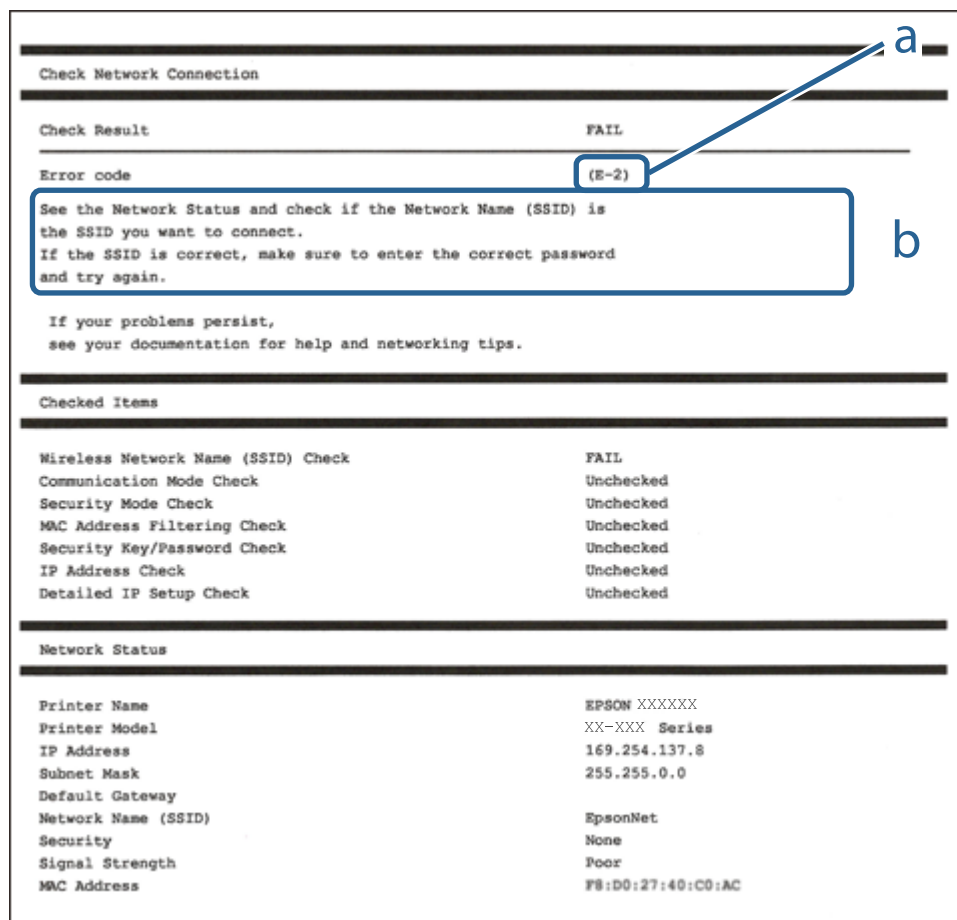 a
Check Network Connection
Check Result FAIL
Error code (E-2)
See the Network Status and check if the Network Name (SSID) is
the SSID you want to connect.
If the SSID is correct, make sure to enter the correct password
and try again.
b
If your problems persist,
see your documentation for help and networking tips.
Checked Items
Wireless Network Name (SSID) Check FAIL
Communication Mode Check Unchecked
Security Mode Check Unchecked
MAC Address Filtering Check Unchecked
Security Key/Password Check Unchecked
IP Address Check Unchecked
Detailed IP Setup Check Unchecked
Network Status
Printer Name EPSON XXXXXX
Printer Model XX-XXX Series
IP Address 169.254.137.8
Subnet Mask 255.255.0.0
Default Gateway
Network Name (SSID) EpsonNet
Security None
Signal Strength Poor
MAC Address F8:D0:27:40:C0:AC